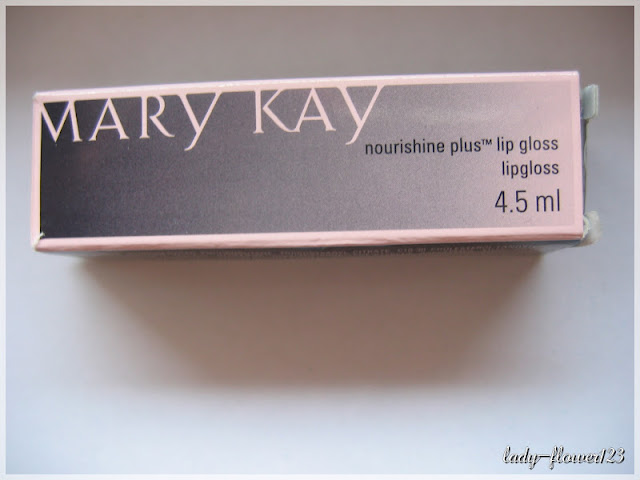 MARY KAY
nourishine plus™ lip gloss
lipgloss
4.5 ml
lady-flower123